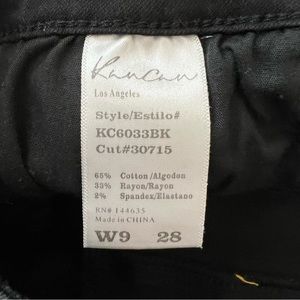 KanCan
Los Angeles
Style/Estilo#
KC6033BK
Cut#30715
65% Cotton/Algodon
33% Rayon/Rayon
2% Spandex/Elastano
RN# 144635
Made in CHINA
W9 28